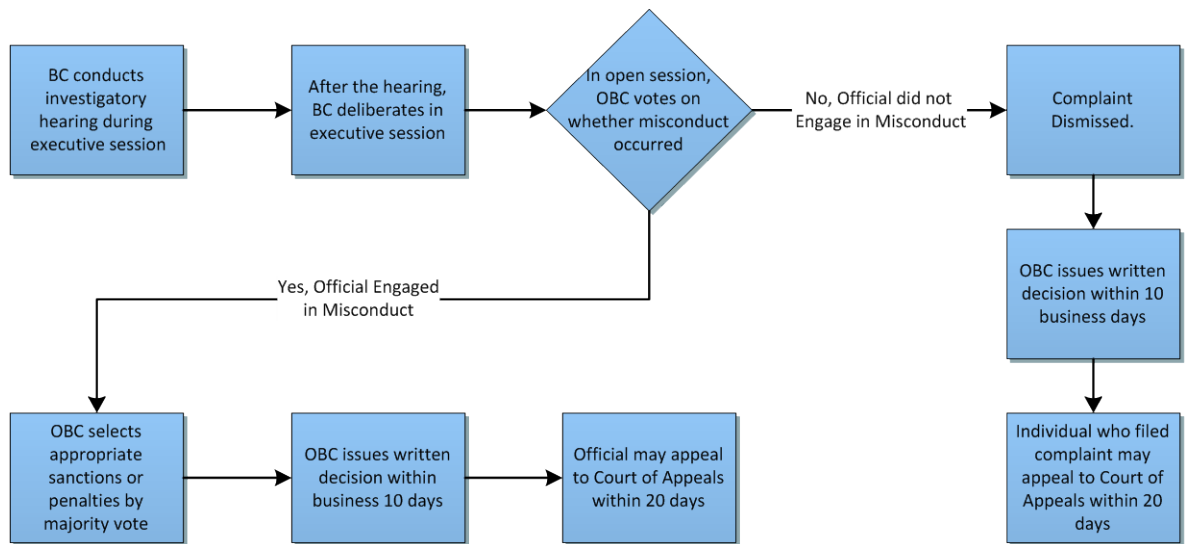 BC conducts
investigatory
hearing during
executive session
After the hearing,
BC deliberates in
executive session
In open session,
OBC votes on
whether misconduct
occurred
No, Official did not
Engage in Misconduct
Complaint
Dismissed.
OBC issues written
decision within 10
business days
Individual who filed
complaint may
appeal to Court of
Appeals within 20
days
Yes, Official Engaged
in Misconduct
OBC selects
appropriate
sanctions or
penalties by
majority vote
OBC issues written
decision within
business 10 days
Official may appeal
to Court of Appeals
within 20 days